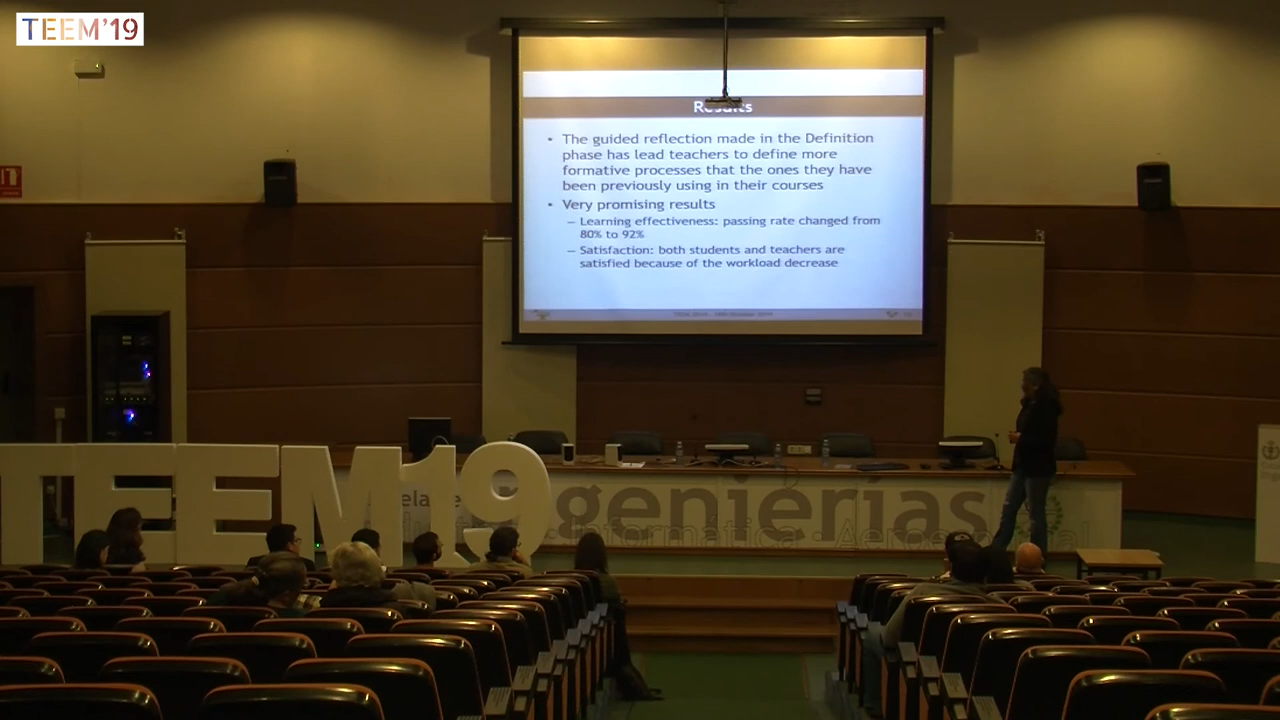 TEEM'19
Results
• The guided reflection made in the Definition
phase has lead teachers to define more
formative processes that the ones they have
been previously using in their courses
• Very promising results
– Learning effectiveness: passing rate changed from
80% to 92%
– Satisfaction: both students and teachers are
satisfied because of the workload decrease
TEEM19
genierías
Informática · Aeroespacial